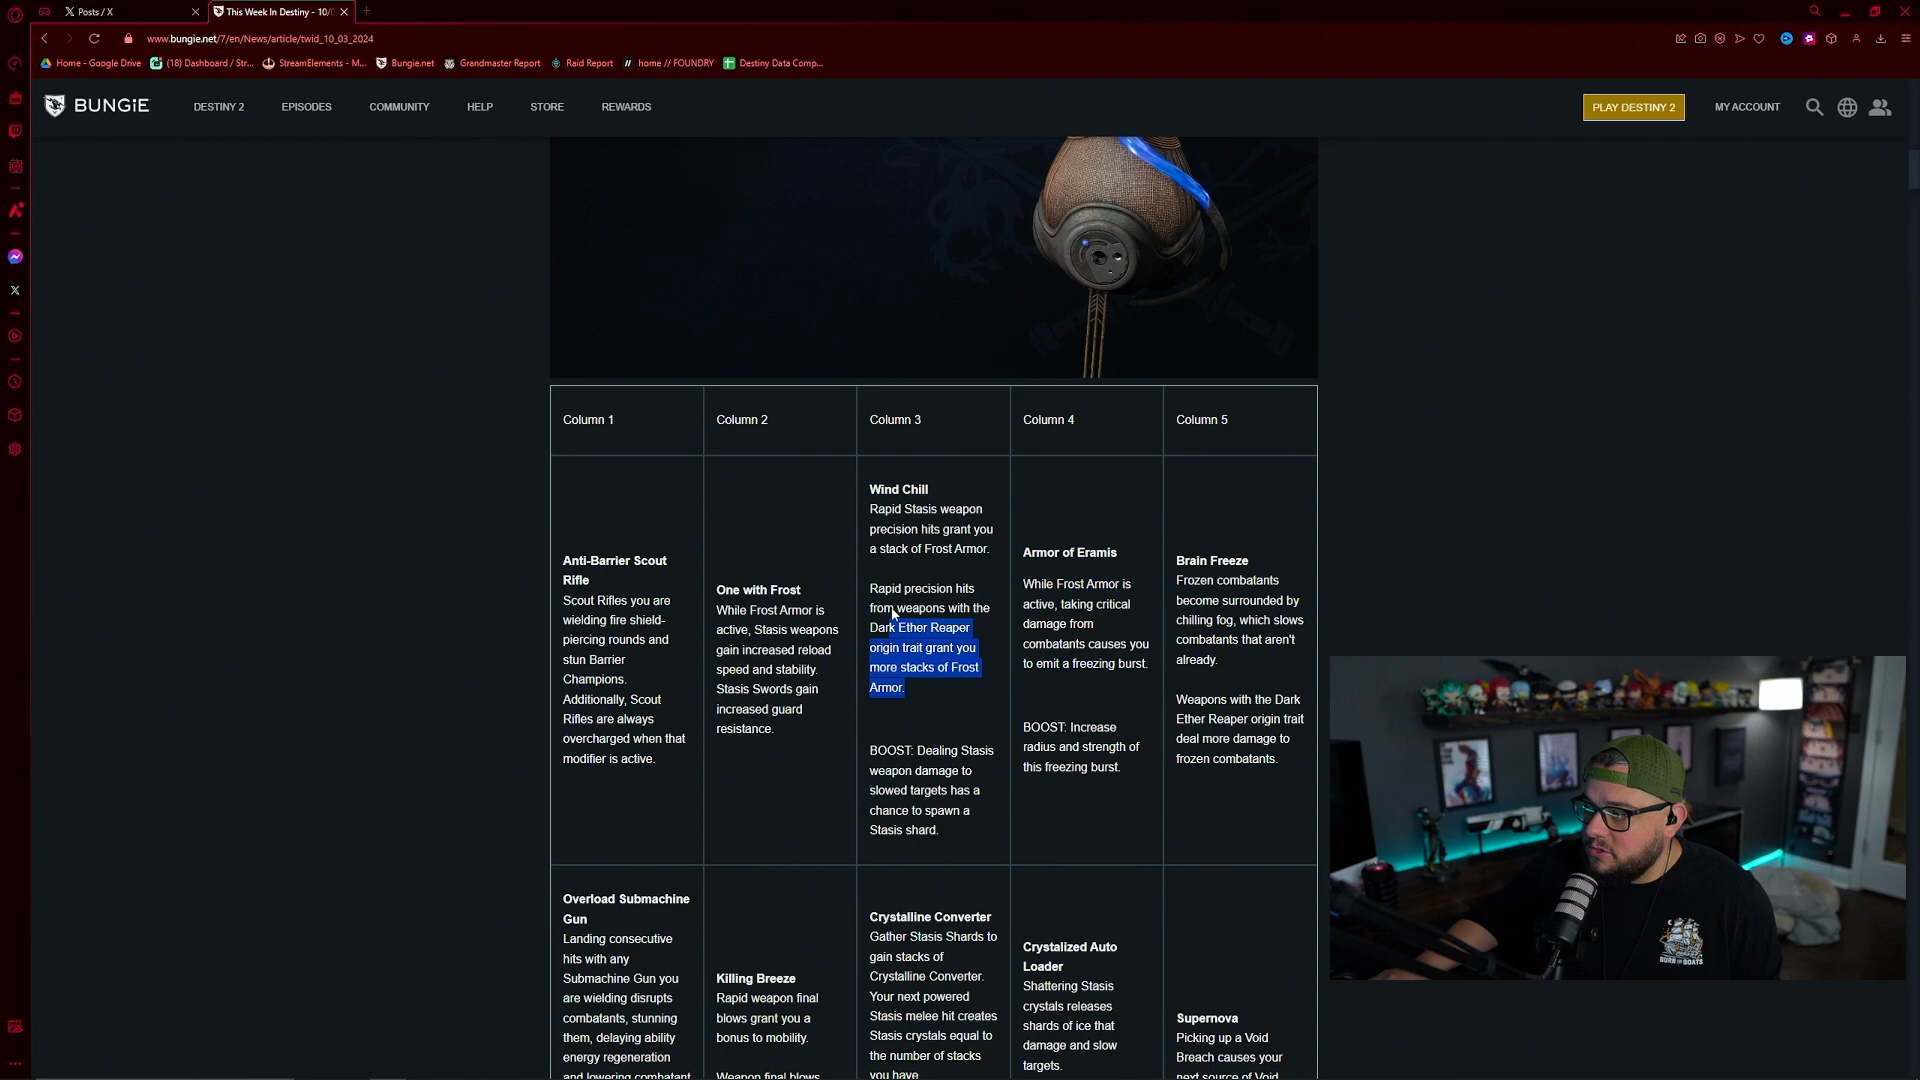 Posts / X
This Week In Destiny - 10/
www.bungie.net/7/en/News/article/twid_10_03_2024
Home - Google Drive
(18) Dashboard / Str...
StreamElements - M...
Bungie.net
Grandmaster Report
Raid Report
home // FOUNDRY
Destiny Data Comp...
BUNGiE
DESTINY 2
EPISODES
COMMUNITY
HELP
STORE
REWARDS
PLAY DESTINY 2
MY ACCOUNT
Column 1
Column 2
Column 3
Column 4
Column 5
Anti-Barrier Scout
Rifle
Scout Rifles you are
wielding fire shield-
piercing rounds and
stun Barrier
Champions.
Additionally, Scout
Rifles are always
overcharged when that
modifier is active.
One with Frost
While Frost Armor is
active, Stasis weapons
gain increased reload
speed and stability.
Stasis Swords gain
increased guard
resistance.
Wind Chill
Rapid Stasis weapon
precision hits grant you
a stack of Frost Armor.
Rapid precision hits
from weapons with the
Dark Ether Reaper
origin trait grant you
more stacks of Frost
Armor.
BOOST: Dealing Stasis
weapon damage to
slowed targets has a
chance to spawn a
Stasis shard.
Armor of Eramis
While Frost Armor is
active, taking critical
damage from
combatants causes you
to emit a freezing burst.
BOOST: Increase
radius and strength of
this freezing burst.
Brain Freeze
Frozen combatants
become surrounded by
chilling fog, which slows
combatants that aren't
already.
Weapons with the Dark
Ether Reaper origin trait
deal more damage to
frozen combatants.
Overload Submachine
Gun
Landing consecutive
hits with any
Submachine Gun you
are wielding disrupts
combatants, stunning
them, delaying ability
energy regeneration
and lowering combatant
Killing Breeze
Rapid weapon final
blows grant you a
bonus to mobility.
Weapon final blows
Crystalline Converter
Gather Stasis Shards to
gain stacks of
Crystalline Converter.
Your next powered
Stasis melee hit creates
Stasis crystals equal to
the number of stacks
you have
Crystalized Auto
Loader
Shattering Stasis
crystals releases
shards of ice that
damage and slow
targets.
Supernova
Picking up a Void
Breach causes your
next source of Void
BURN THE BOATS